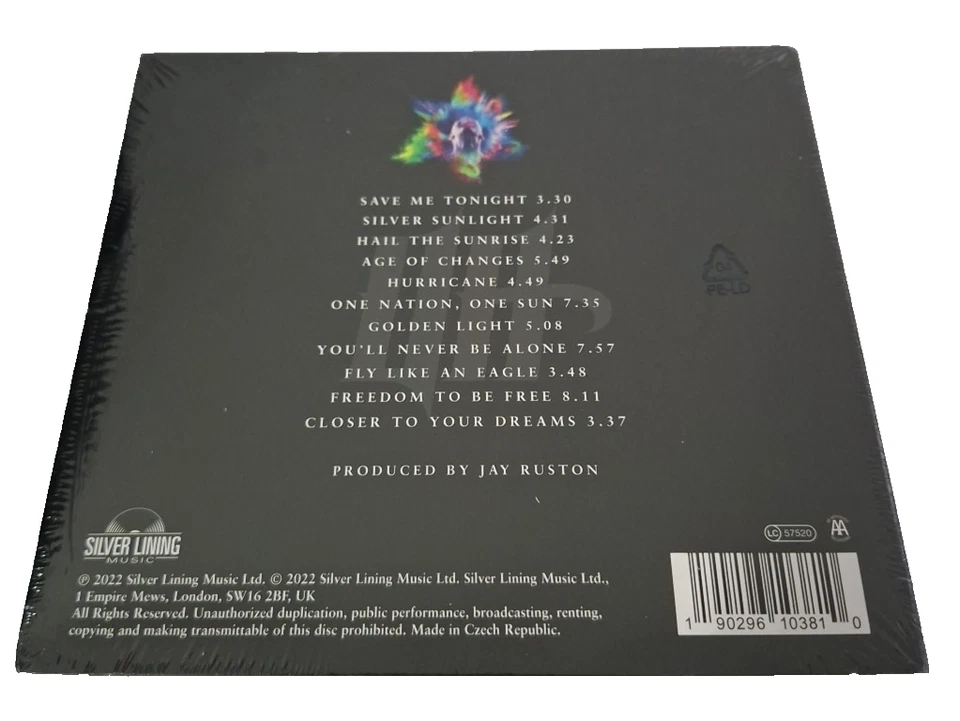 SAVE ME TONIGHT 3.30
SILVER SUNLIGHT 4.31
HAIL THE SUNRISE 4.23
AGE OF CHANGES 5.49
HURRICANE 4.49
ONE NATION, ONE SUN 7.35
GOLDEN LIGHT 5.08
YOU'LL NEVER BE ALONE 7.57
FLY LIKE AN EAGLE 3.48
FREEDOM TO BE FREE 8.11
CLOSER TO YOUR DREAMS 3.37
PRODUCED BY JAY RUSTON
04
PE-LD
SILVER LINING
MUSIC
LC 57520
AA
℗ 2022 Silver Lining Music Ltd. © 2022 Silver Lining Music Ltd. Silver Lining Music Ltd.,
1 Empire Mews, London, SW16 2BF, UK
All Rights Reserved. Unauthorized duplication, public performance, broadcasting, renting,
copying and making transmittable of this disc prohibited. Made in Czech Republic.
1 90296 10381 0